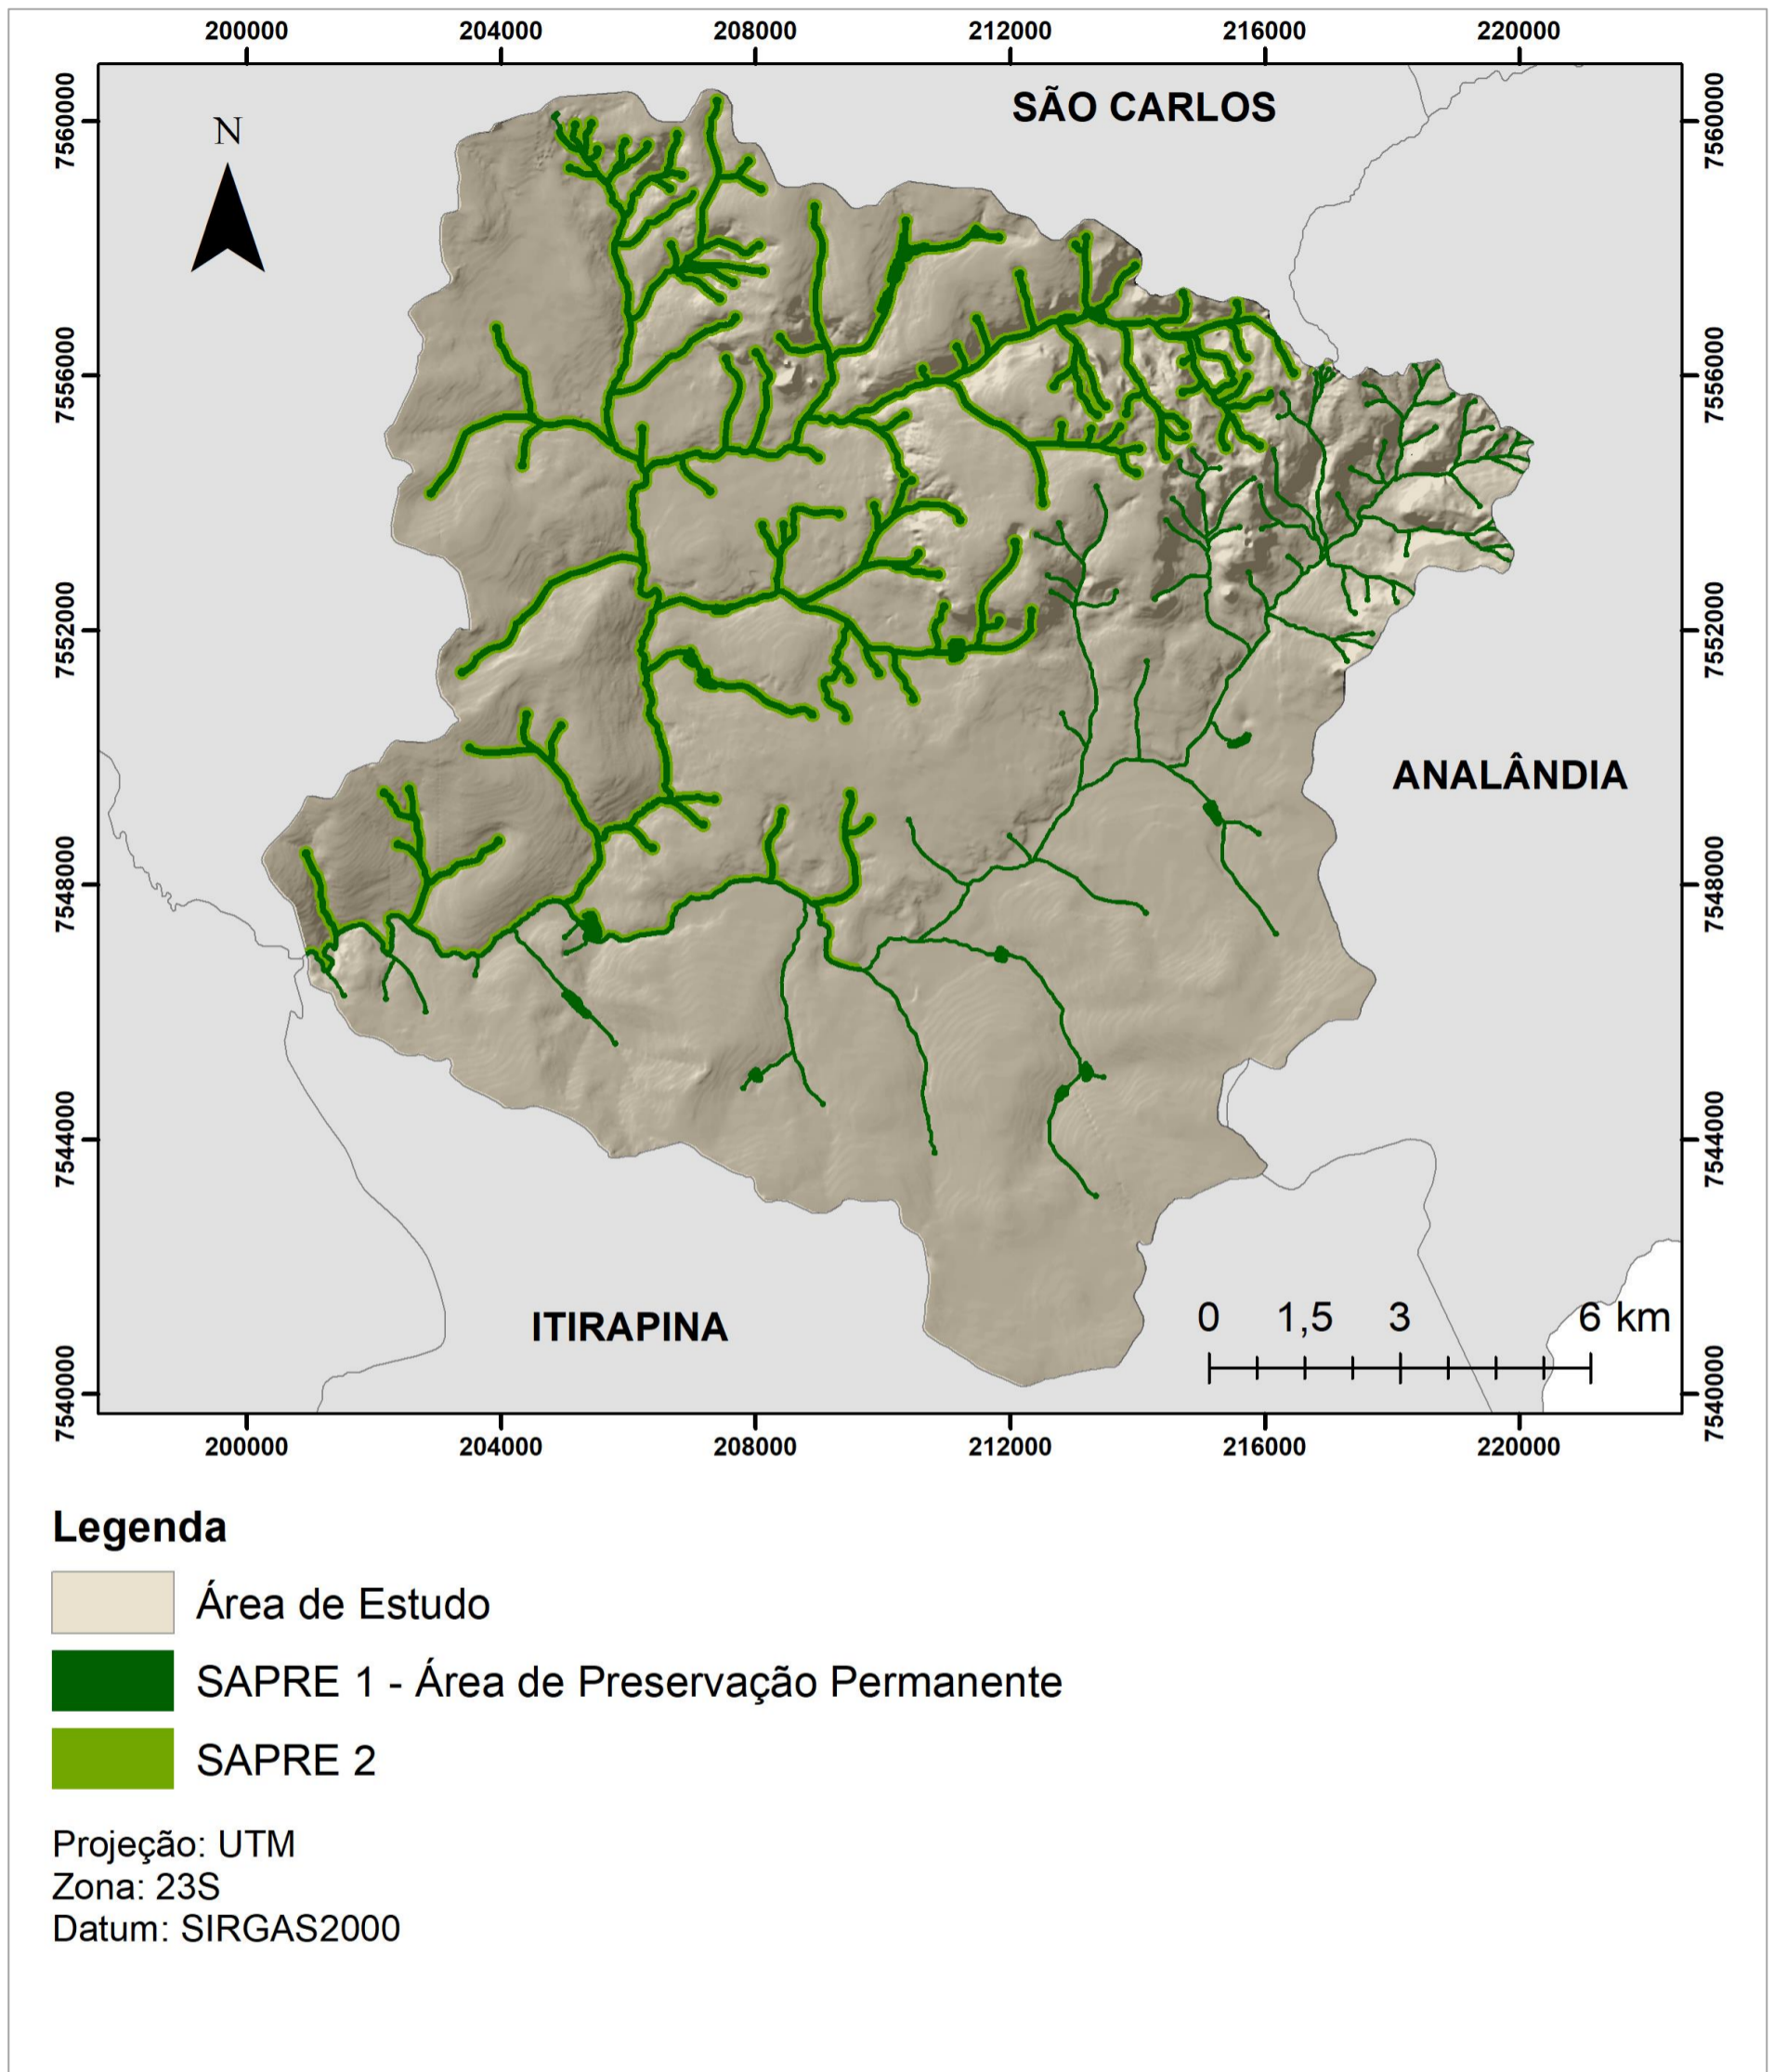 200000 204000 208000 212000 216000 220000
7560000 7560000
SÃO CARLOS
N
7556000 7556000
7552000 7552000
ANALÂNDIA
7548000 7548000
7544000 7544000
0 1,5 3 6 km
ITIRAPINA
7540000 7540000
200000 204000 208000 212000 216000 220000
Legenda
Área de Estudo
SAPRE 1 - Área de Preservação Permanente
SAPRE 2
Projeção: UTM
Zona: 23S
Datum: SIRGAS2000